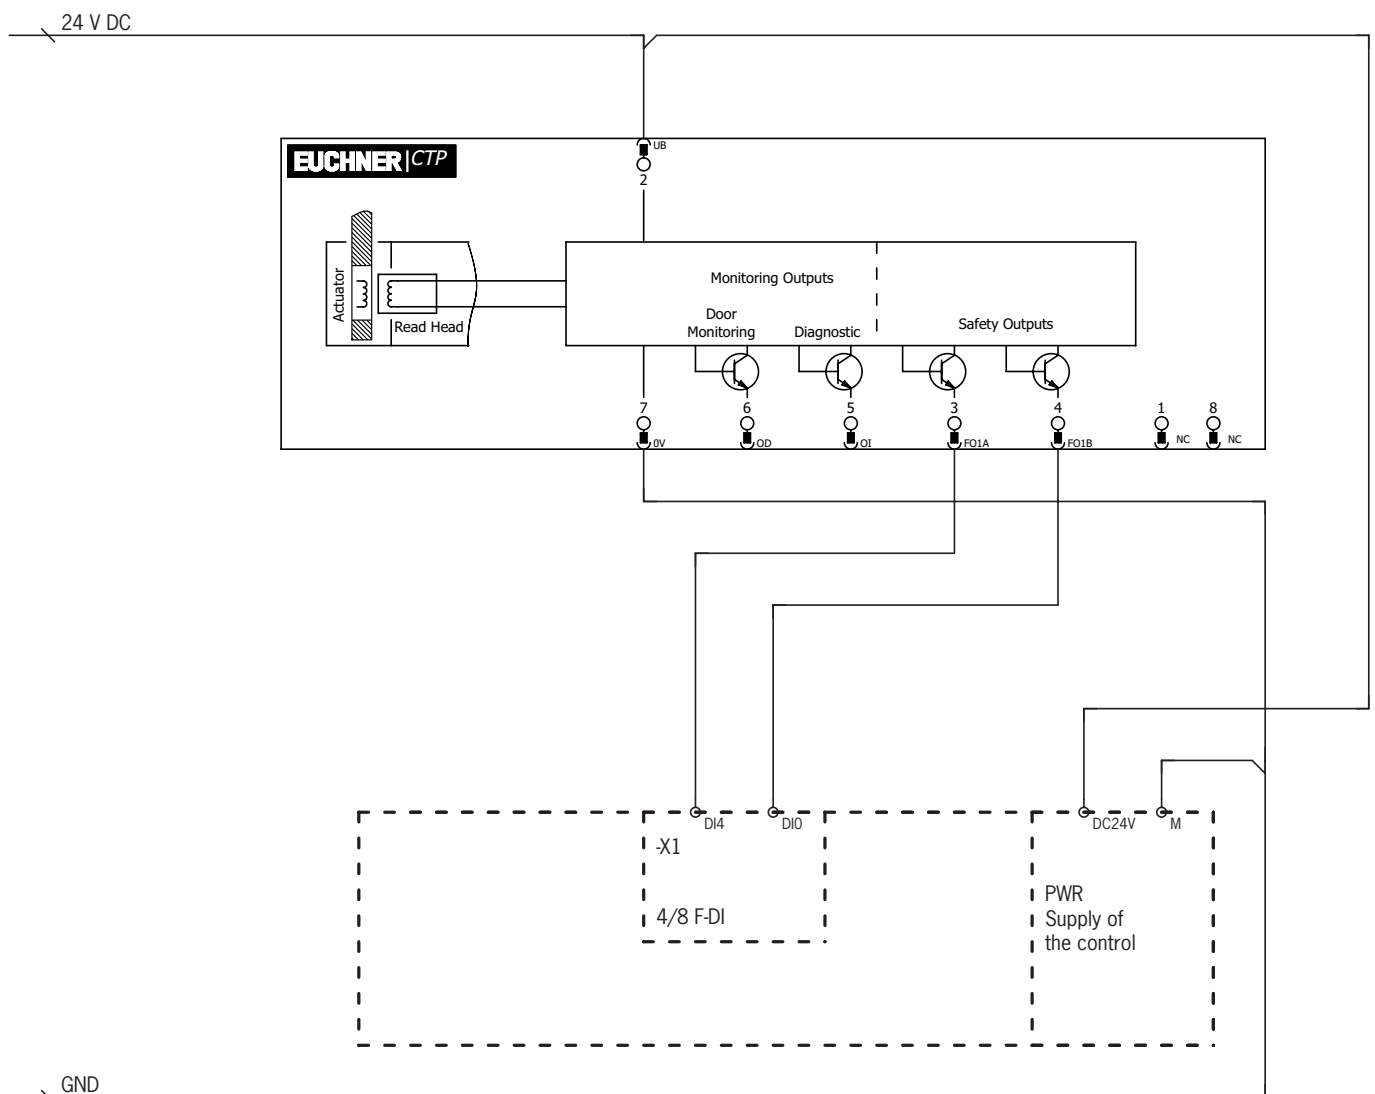 24 V DC
UB
EUCHNER|CTP
2
Monitoring Outputs
Actuator
Door
Monitoring
Diagnostic
Safety Outputs
Read Head
7 6 5 3 4 1 8
0V OD OI FO1A FO1B NC NC
DI4 DI0 DC24V M
-X1
4/8 F-DI
PWR
Supply of
the control
GND